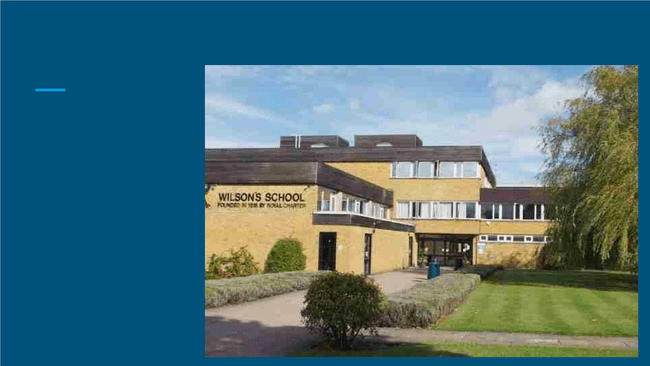 WILSON'S SCHOOL
FOUNDED IN 1615 BY ROYAL CHARTER